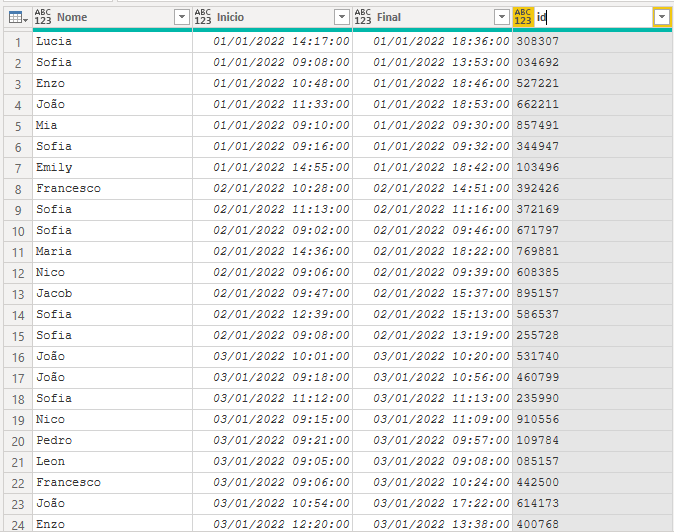 ABC 123 Nome ABC 123 Inicio ABC 123 Final ABC 123 id
1 Lucia 01/01/2022 14:17:00 01/01/2022 18:36:00 308307
2 Sofia 01/01/2022 09:08:00 01/01/2022 13:53:00 034692
3 Enzo 01/01/2022 10:48:00 01/01/2022 18:46:00 527221
4 João 01/01/2022 11:33:00 01/01/2022 18:53:00 662211
5 Mia 01/01/2022 09:10:00 01/01/2022 09:30:00 857491
6 Sofia 01/01/2022 09:16:00 01/01/2022 09:32:00 344947
7 Emily 01/01/2022 14:55:00 01/01/2022 18:42:00 103496
8 Francesco 02/01/2022 10:28:00 02/01/2022 14:51:00 392426
9 Sofia 02/01/2022 11:13:00 02/01/2022 11:16:00 372169
10 Sofia 02/01/2022 09:02:00 02/01/2022 09:46:00 671797
11 Maria 02/01/2022 14:36:00 02/01/2022 18:22:00 769881
12 Nico 02/01/2022 09:06:00 02/01/2022 09:39:00 608385
13 Jacob 02/01/2022 09:47:00 02/01/2022 15:37:00 895157
14 Sofia 02/01/2022 12:39:00 02/01/2022 15:13:00 586537
15 Sofia 02/01/2022 09:08:00 02/01/2022 13:19:00 255728
16 João 03/01/2022 10:01:00 03/01/2022 10:20:00 531740
17 João 03/01/2022 09:18:00 03/01/2022 10:56:00 460799
18 Sofia 03/01/2022 11:12:00 03/01/2022 11:13:00 235990
19 Nico 03/01/2022 09:15:00 03/01/2022 11:09:00 910556
20 Pedro 03/01/2022 09:21:00 03/01/2022 09:57:00 109784
21 Leon 03/01/2022 09:05:00 03/01/2022 09:08:00 085157
22 Francesco 03/01/2022 09:06:00 03/01/2022 10:24:00 442500
23 João 03/01/2022 10:54:00 03/01/2022 17:22:00 614173
24 Enzo 03/01/2022 12:20:00 03/01/2022 13:38:00 400768